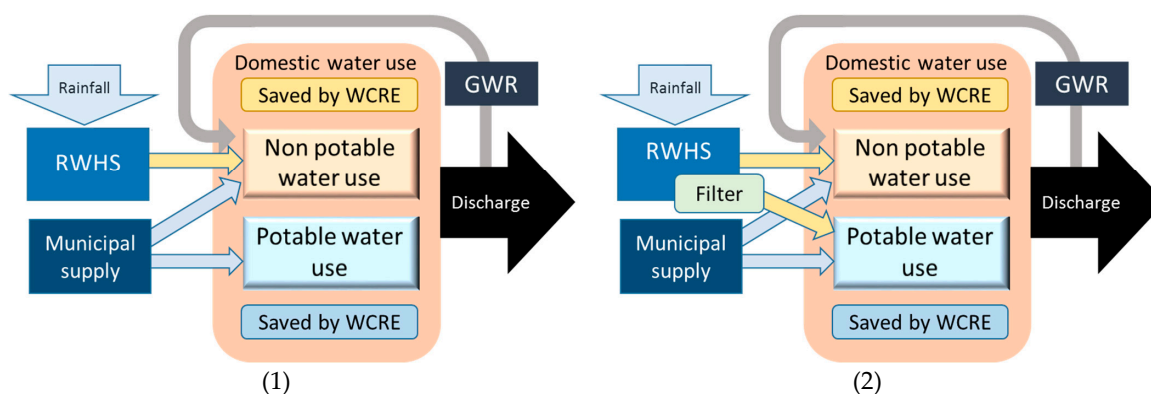 Domestic water use
Saved by WCRE
GWR
Rainfall
RWHS
Non potable
water use
Discharge
Municipal
supply
Potable water
use
Saved by WCRE
(1)
Domestic water use
Saved by WCRE
GWR
Rainfall
RWHS
Filter
Non potable
water use
Discharge
Municipal
supply
Potable water
use
Saved by WCRE
(2)